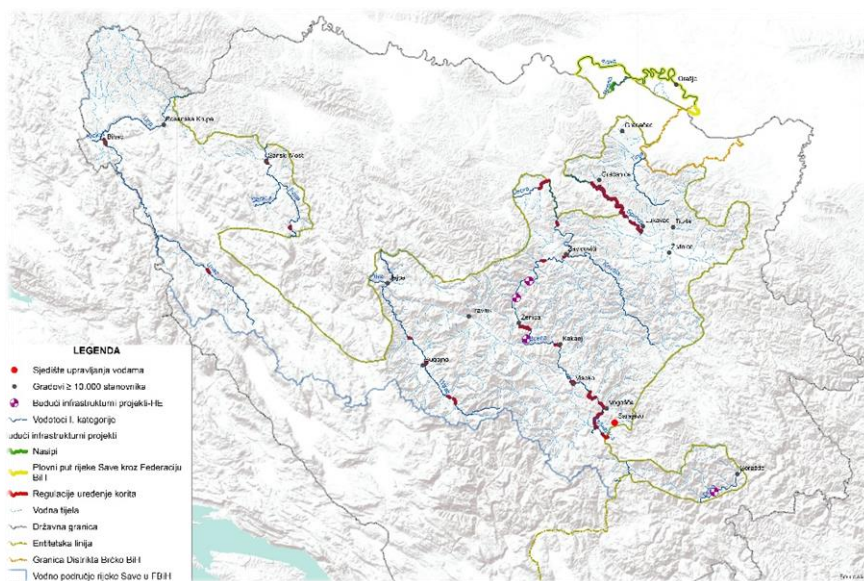 Orašje
Gradačac
Gračanica
Lukavac
Tuzla
Živinice
Bihać
Bosanska Krupa
Sanski Most
Jajce
Zavidovići
Travnik
Zenica
Kakanj
Bugojno
Visoko
Vogošća
Sarajevo
Goražde
LEGENDA
Sjedište upravljanja vodama
Gradovi ≥ 10.000 stanovnika
Budući infrastrukturni projekti-HE
Vodotoci I. kategorije
udući infrastrukturni projekti
Nasipi
Plovni put rijeke Save kroz Federaciju
BiH
Regulacije uređenje korita
Vodna tijela
Državna granica
Entitetska linija
Granica Distrikta Brčko BiH
Vodno područje rijeke Save u FBiH